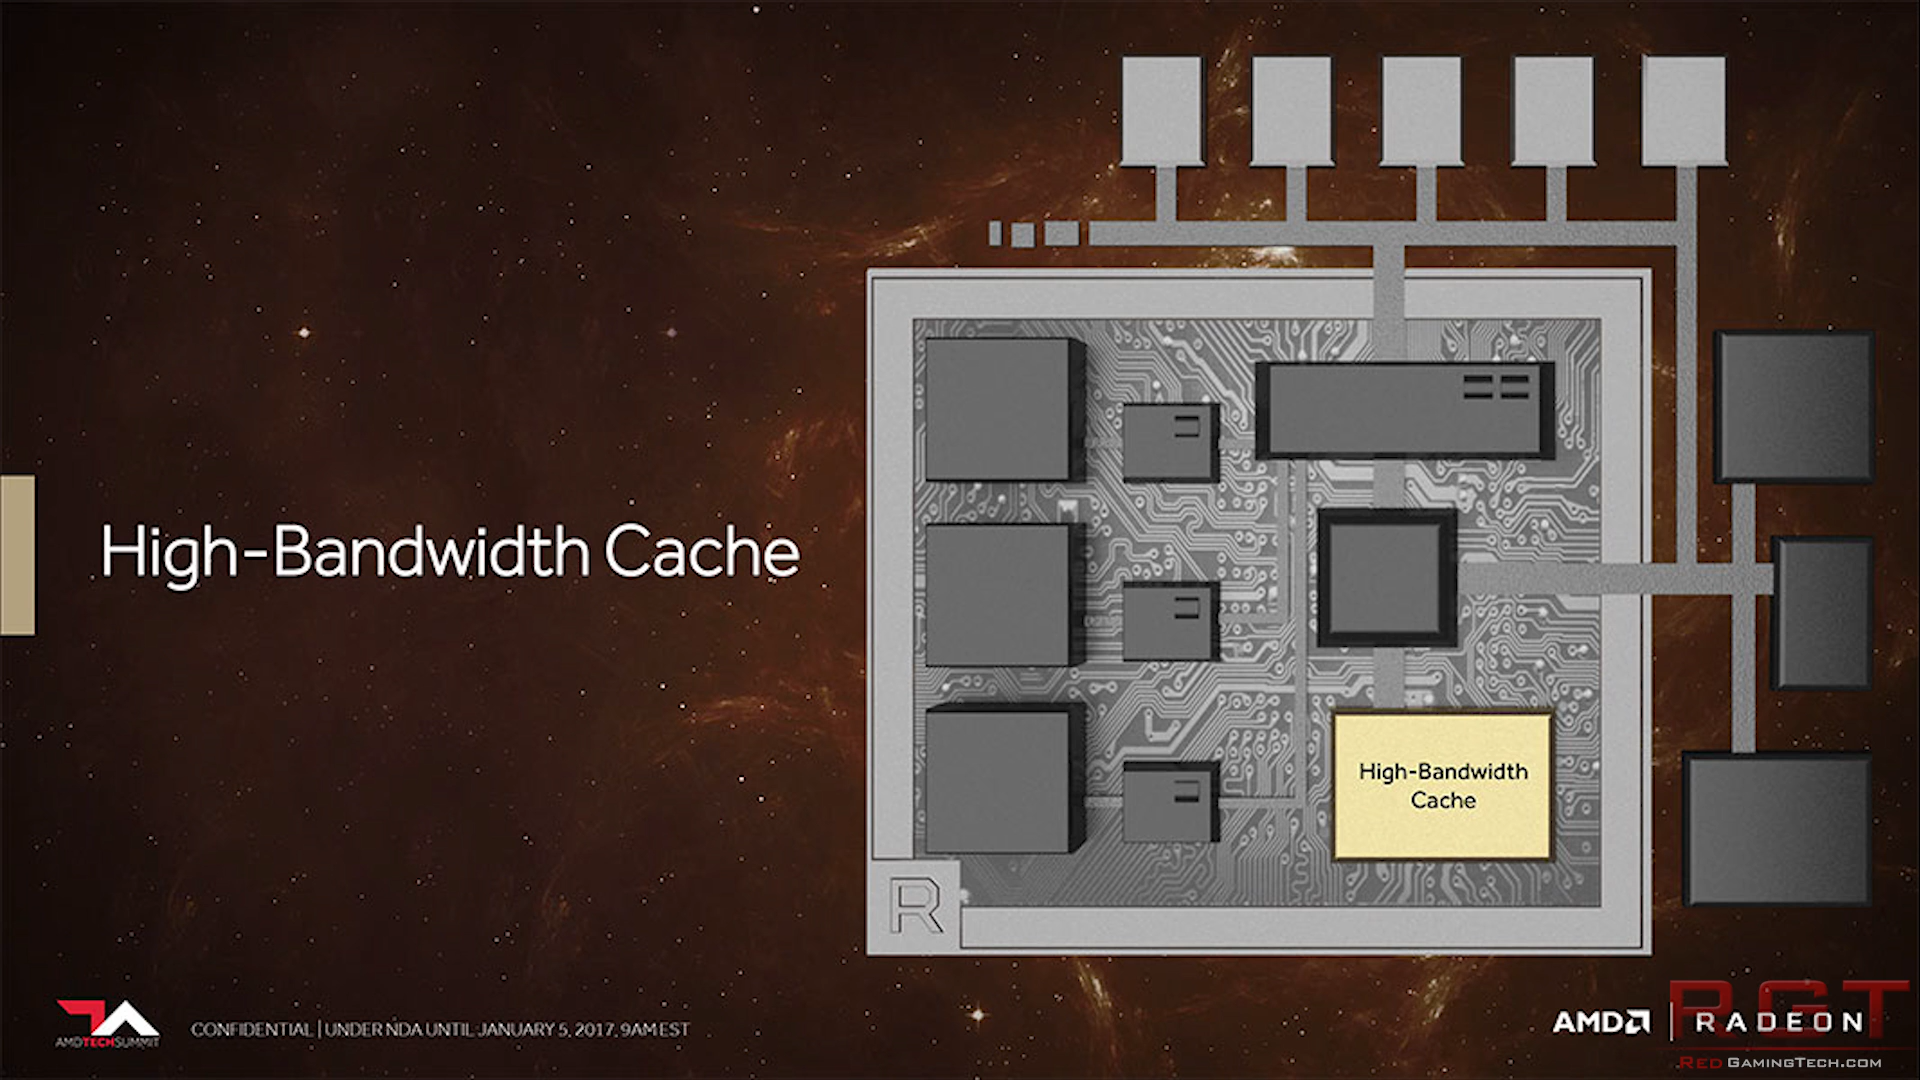 High-Bandwidth Cache
High-Bandwidth
Cache
R
AMDTECHSUMMIT
CONFIDENTIAL | UNDER NDA UNTIL JANUARY 5, 2017, 9AM EST
AMD
RADEON
RGT
REDGAMINGTECH.COM